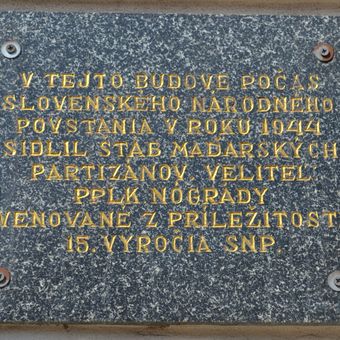 V TEJTO BUDOVE POČAS
SLOVENSKÉHO NÁRODNÉHO
POVSTANIA V ROKU 1944
SÍDLIL ŠTÁB MAĎARSKÝCH
PARTIZÁNOV. VELITEĽ:
PPLK NÓGRÁDY
VENOVANÉ Z PRÍLEŽITOSTI
15. VÝROČIA SNP